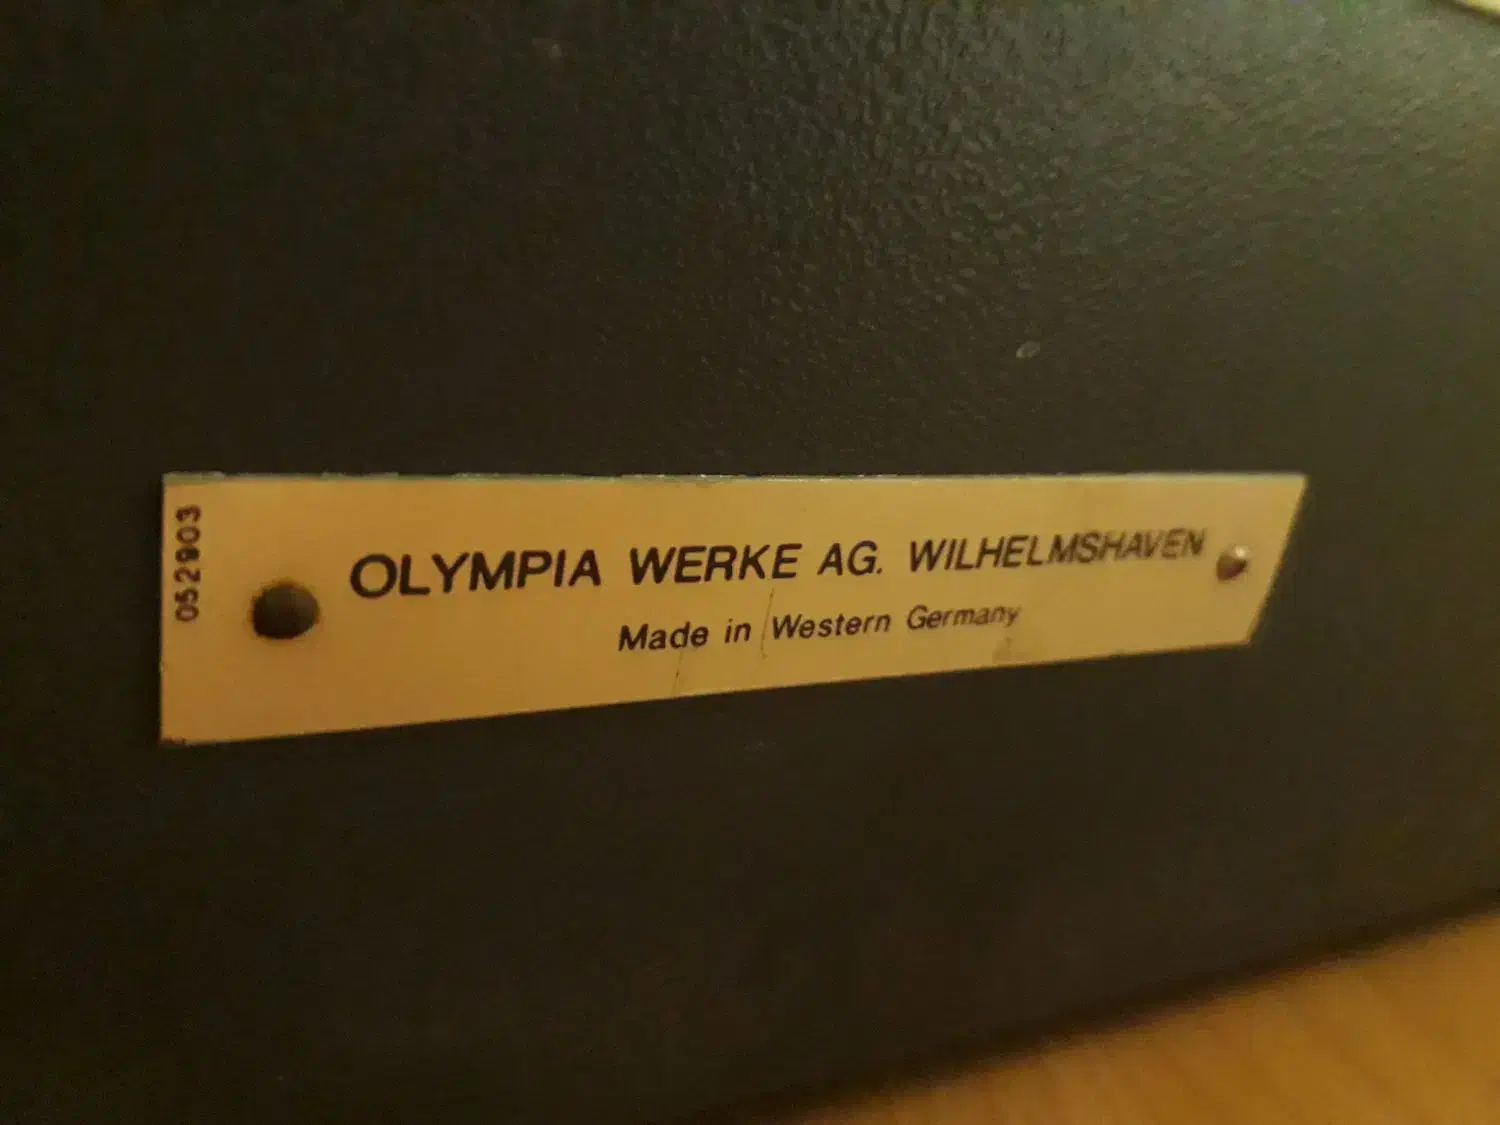 052903
OLYMPIA WERKE AG. WILHELMSHAVEN
Made in Western Germany